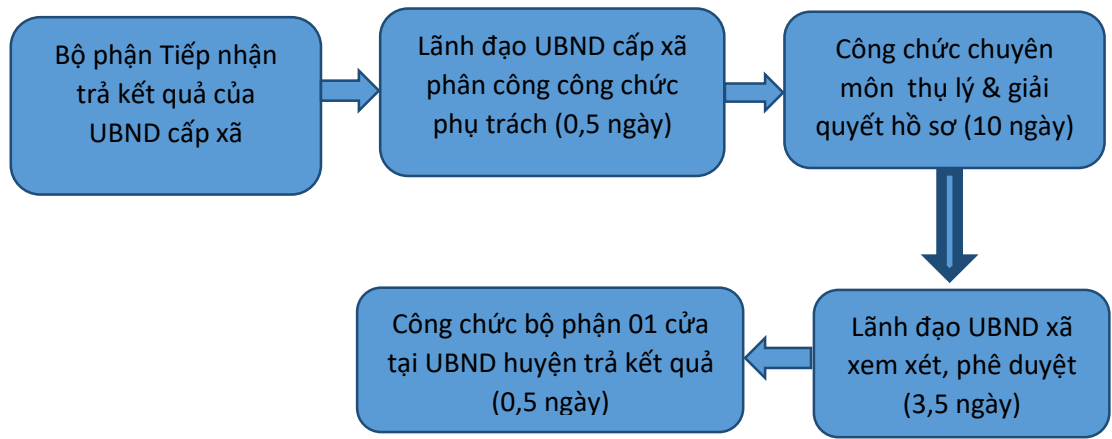 Bộ phận Tiếp nhận
trả kết quả của
UBND cấp xã
Lãnh đạo UBND cấp xã
phân công công chức
phụ trách (0,5 ngày)
Công chức chuyên
môn thụ lý & giải
quyết hồ sơ (10 ngày)
Lãnh đạo UBND xã
xem xét, phê duyệt
(3,5 ngày)
Công chức bộ phận 01 cửa
tại UBND huyện trả kết quả
(0,5 ngày)